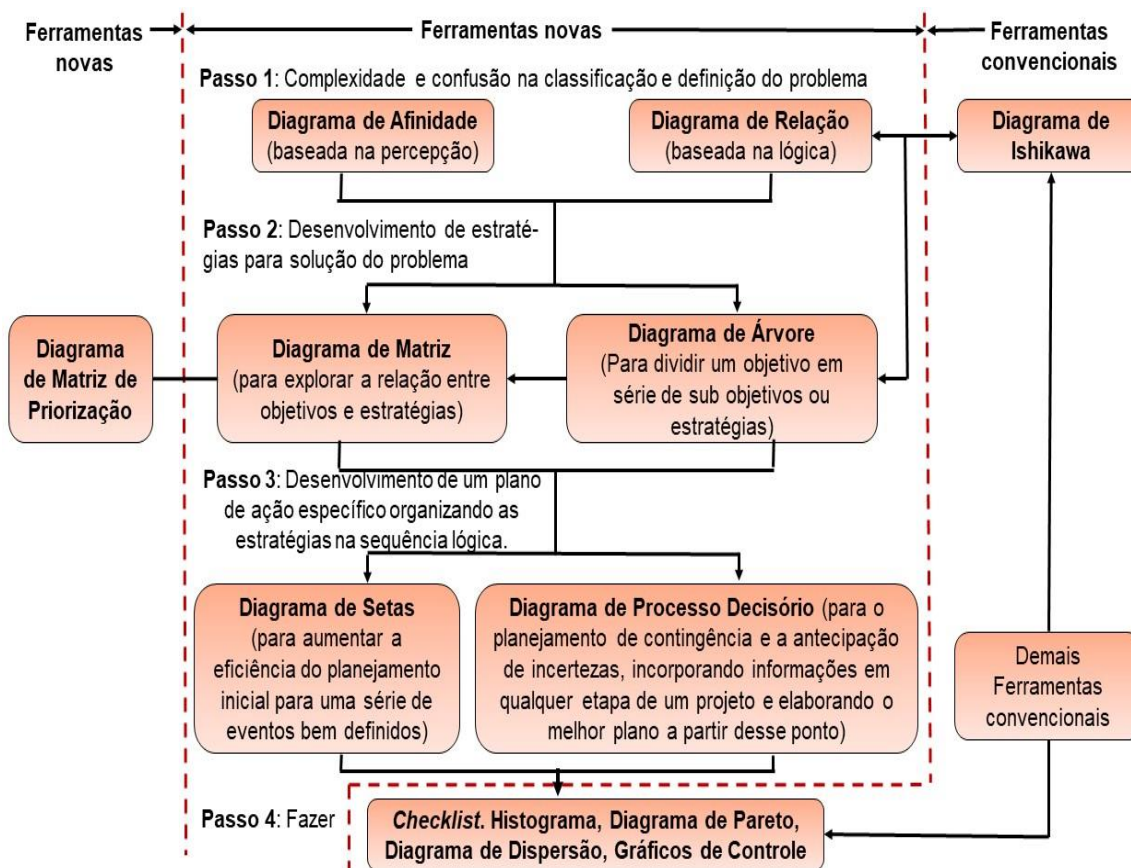 Ferramentas
novas
Ferramentas novas
Ferramentas
convencionais
Passo 1: Complexidade e confusão na classificação e definição do problema
Diagrama de Afinidade
(baseada na percepção)
Diagrama de Relação
(baseada na lógica)
Diagrama de
Ishikawa
Passo 2: Desenvolvimento de estraté-
gias para solução do problema
Diagrama
de Matriz de
Priorização
Diagrama de Matriz
(para explorar a relação entre
objetivos e estratégias)
Diagrama de Árvore
(Para dividir um objetivo em
série de sub objetivos ou
estratégias)
Passo 3: Desenvolvimento de um plano
de ação específico organizando as
estratégias na sequência lógica.
Diagrama de Setas
(para aumentar a
eficiência do planejamento
inicial para uma série de
eventos bem definidos)
Diagrama de Processo Decisório (para o
planejamento de contingência e a antecipação
de incertezas, incorporando informações em
qualquer etapa de um projeto e elaborando o
melhor plano a partir desse ponto)
Demais
Ferramentas
convencionais
Passo 4: Fazer
Checklist. Histograma, Diagrama de Pareto,
Diagrama de Dispersão, Gráficos de Controle